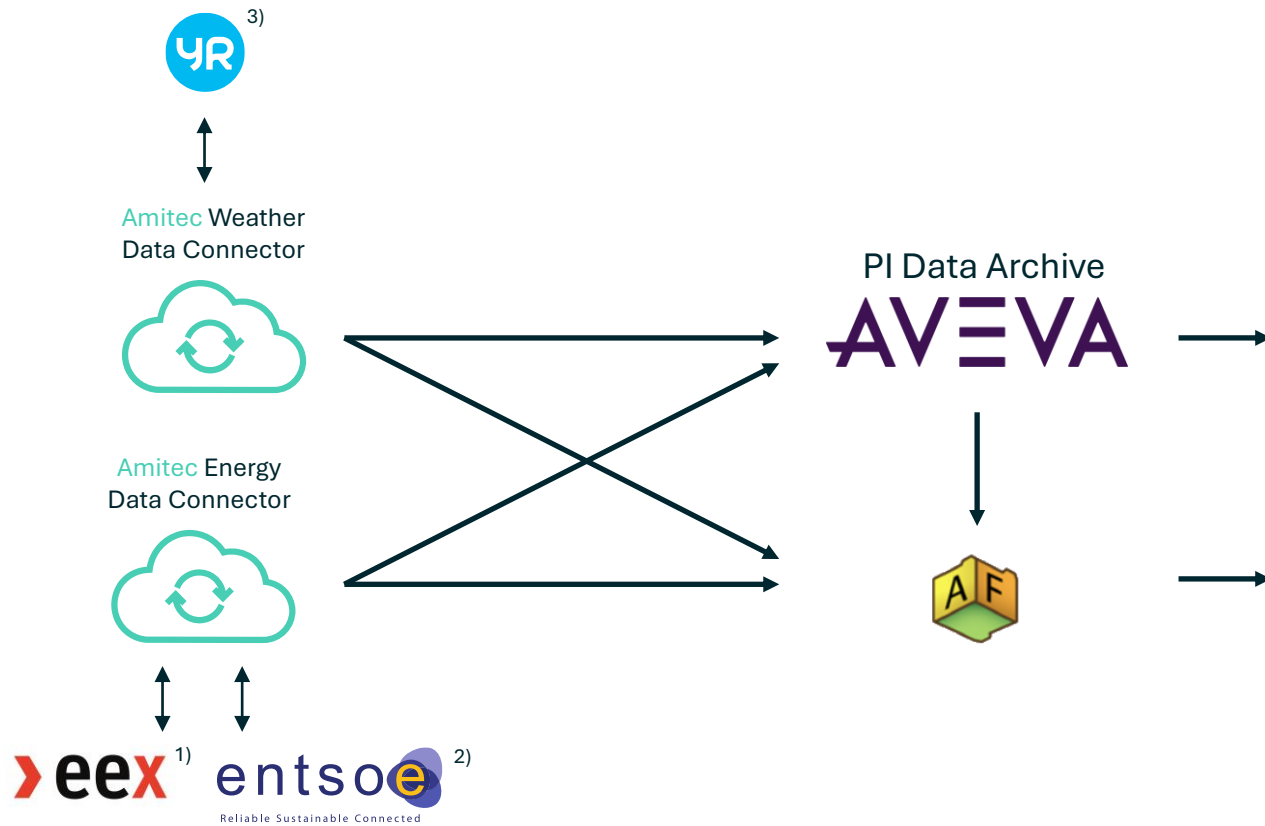 YR 3)
Amitec Weather
Data Connector
PI Data Archive
AVEVA
Amitec Energy
Data Connector
A F
eex 1)
entsoe 2)
Reliable Sustainable Connected